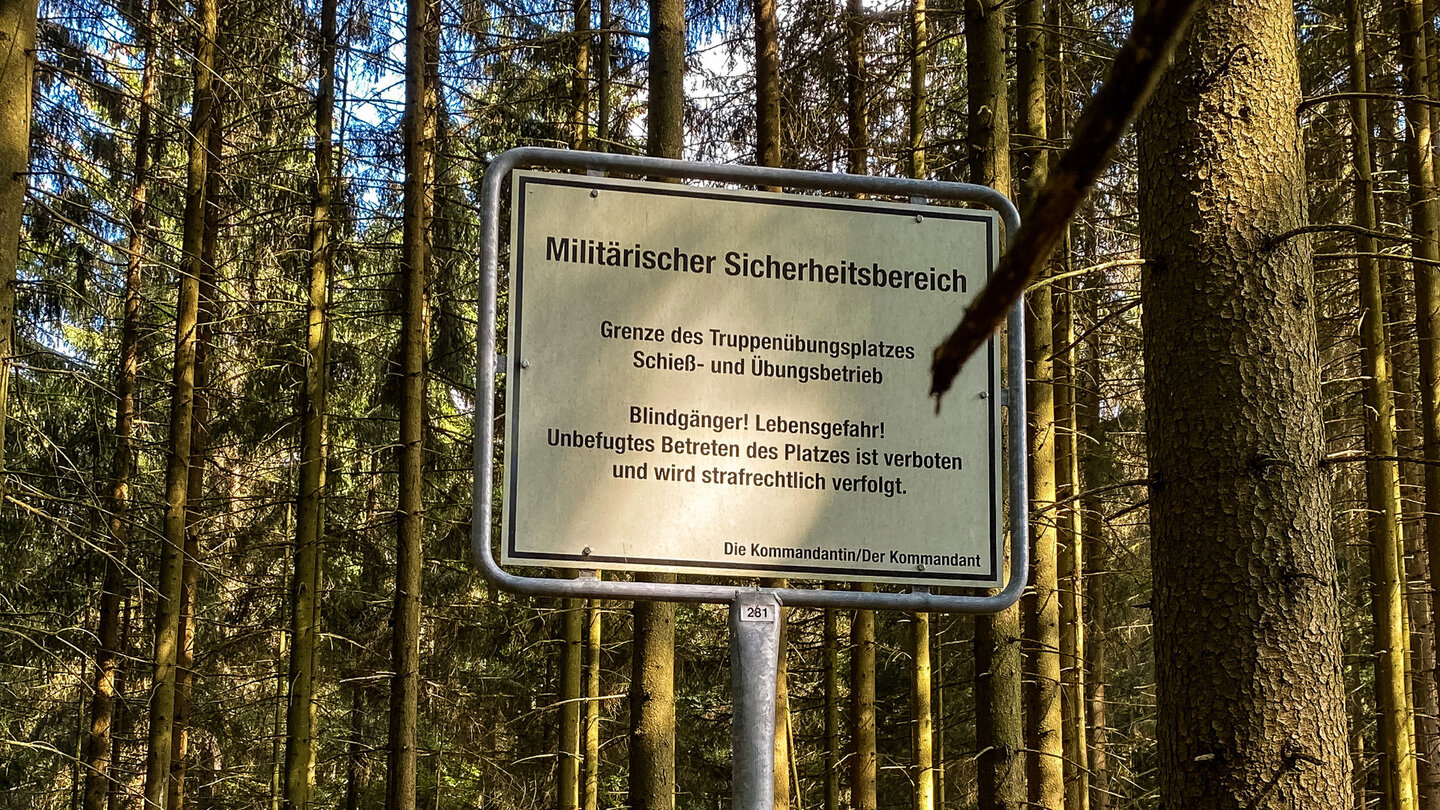 Militärischer Sicherheitsbereich
Grenze des Truppenübungsplatzes
Schieß- und Übungsbetrieb
Blindgänger! Lebensgefahr!
Unbefugtes Betreten des Platzes ist verboten
und wird strafrechtlich verfolgt.
Die Kommandantin/Der Kommandant
281